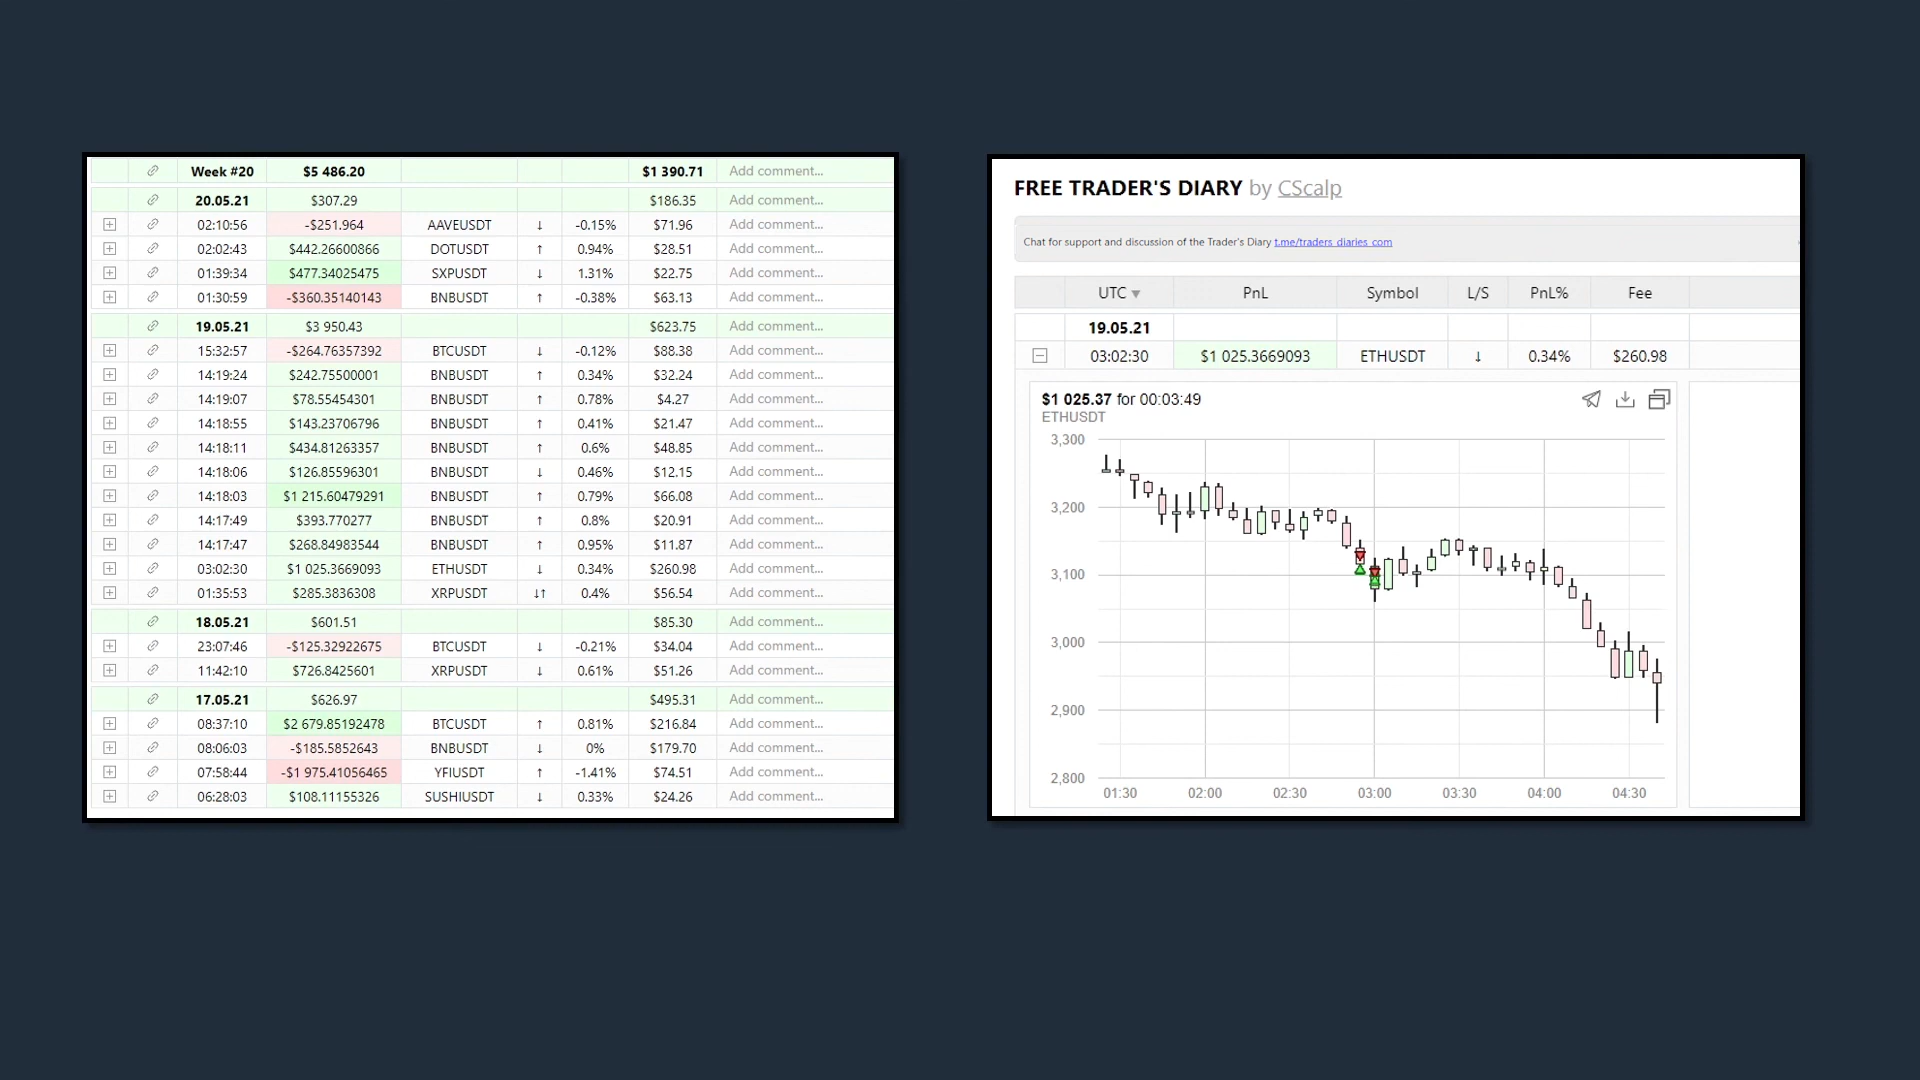 Week #20 $5 486.20 $1 390.71 Add comment...
20.05.21 $307.29 $186.35 Add comment...
02:10:56 -$251.964 AAVEUSDT ↓ -0.15% $71.96 Add comment...
02:02:43 $442.26600866 DOTUSDT ↑ 0.94% $28.51 Add comment...
01:39:34 $477.34025475 SXPUSDT ↓ 1.31% $22.75 Add comment...
01:30:59 -$360.35140143 BNBUSDT ↑ -0.38% $63.13 Add comment...
19.05.21 $3 950.43 $623.75 Add comment...
15:32:57 -$264.76357392 BTCUSDT ↓ -0.12% $88.38 Add comment...
14:19:24 $242.75500001 BNBUSDT ↑ 0.34% $32.24 Add comment...
14:19:07 $78.55454301 BNBUSDT ↑ 0.78% $4.27 Add comment...
14:18:55 $143.23706796 BNBUSDT ↑ 0.41% $21.47 Add comment...
14:18:11 $434.81263357 BNBUSDT ↑ 0.6% $48.85 Add comment...
14:18:06 $126.85596301 BNBUSDT ↓ 0.46% $12.15 Add comment...
14:18:03 $1 215.60479291 BNBUSDT ↑ 0.79% $66.08 Add comment...
14:17:49 $393.770277 BNBUSDT ↑ 0.8% $20.91 Add comment...
14:17:47 $268.84983544 BNBUSDT ↑ 0.95% $11.87 Add comment...
03:02:30 $1 025.3669093 ETHUSDT ↓ 0.34% $260.98 Add comment...
01:35:53 $285.3836308 XRPUSDT ↓↑ 0.4% $56.54 Add comment...
18.05.21 $601.51 $85.30 Add comment...
23:07:46 -$125.32922675 BTCUSDT ↓ -0.21% $34.04 Add comment...
11:42:10 $726.8425601 XRPUSDT ↓ 0.61% $51.26 Add comment...
17.05.21 $626.97 $495.31 Add comment...
08:37:10 $2 679.85192478 BTCUSDT ↑ 0.81% $216.84 Add comment...
08:06:03 -$185.5852643 BNBUSDT ↓ 0% $179.70 Add comment...
07:58:44 -$1 975.41056465 YFIUSDT ↑ -1.41% $74.51 Add comment...
06:28:03 $108.11155326 SUSHIUSDT ↓ 0.33% $24.26 Add comment...
FREE TRADER'S DIARY by CScalp
Chat for support and discussion of the Trader's Diary t.me/traders_diaries_com
UTC ▼ PnL Symbol L/S PnL% Fee
19.05.21
03:02:30 $1 025.3669093 ETHUSDT ↓ 0.34% $260.98
$1 025.37 for 00:03:49
ETHUSDT
3,300
3,200
3,100
3,000
2,900
2,800
01:30 02:00 02:30 03:00 03:30 04:00 04:30